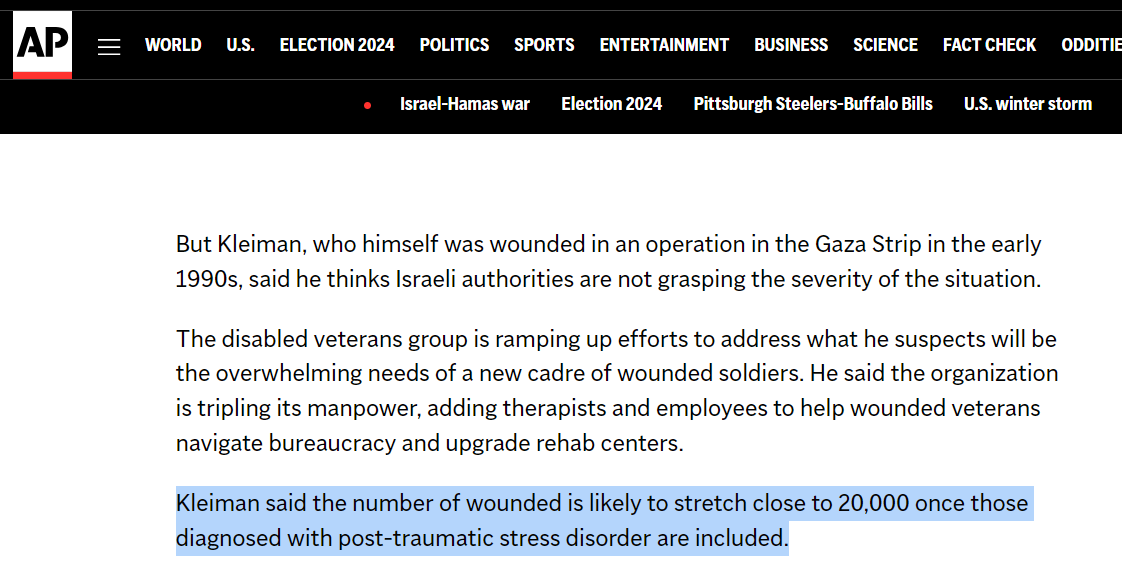 AP WORLD U.S. ELECTION 2024 POLITICS SPORTS ENTERTAINMENT BUSINESS SCIENCE FACT CHECK ODDITIE
Israel-Hamas war Election 2024 Pittsburgh Steelers-Buffalo Bills U.S. winter storm
But Kleiman, who himself was wounded in an operation in the Gaza Strip in the early
1990s, said he thinks Israeli authorities are not grasping the severity of the situation.
The disabled veterans group is ramping up efforts to address what he suspects will be
the overwhelming needs of a new cadre of wounded soldiers. He said the organization
is tripling its manpower, adding therapists and employees to help wounded veterans
navigate bureaucracy and upgrade rehab centers.
Kleiman said the number of wounded is likely to stretch close to 20,000 once those
diagnosed with post-traumatic stress disorder are included.